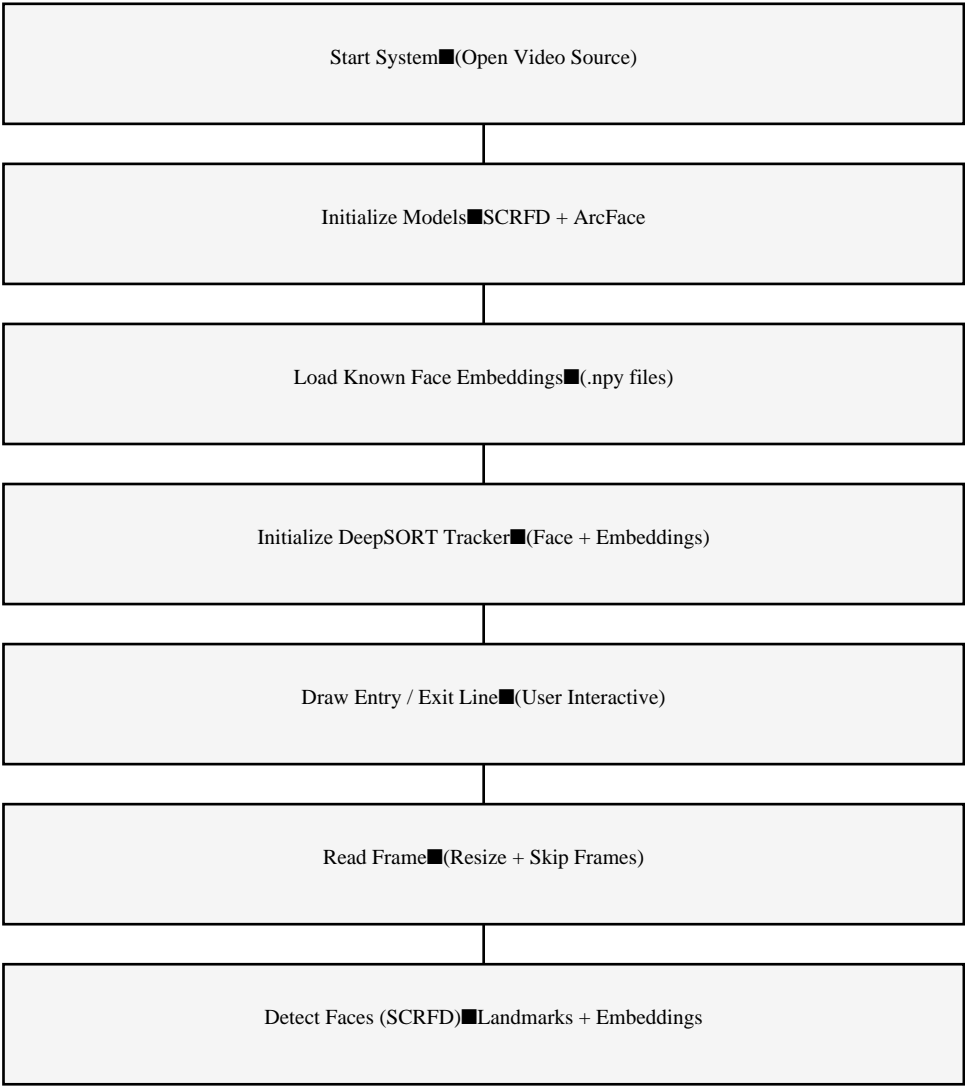 Start System■(Open Video Source)
Initialize Models■SCRFD + ArcFace
Load Known Face Embeddings■(.npy files)
Initialize DeepSORT Tracker■(Face + Embeddings)
Draw Entry / Exit Line■(User Interactive)
Read Frame■(Resize + Skip Frames)
Detect Faces (SCRFD)■Landmarks + Embeddings